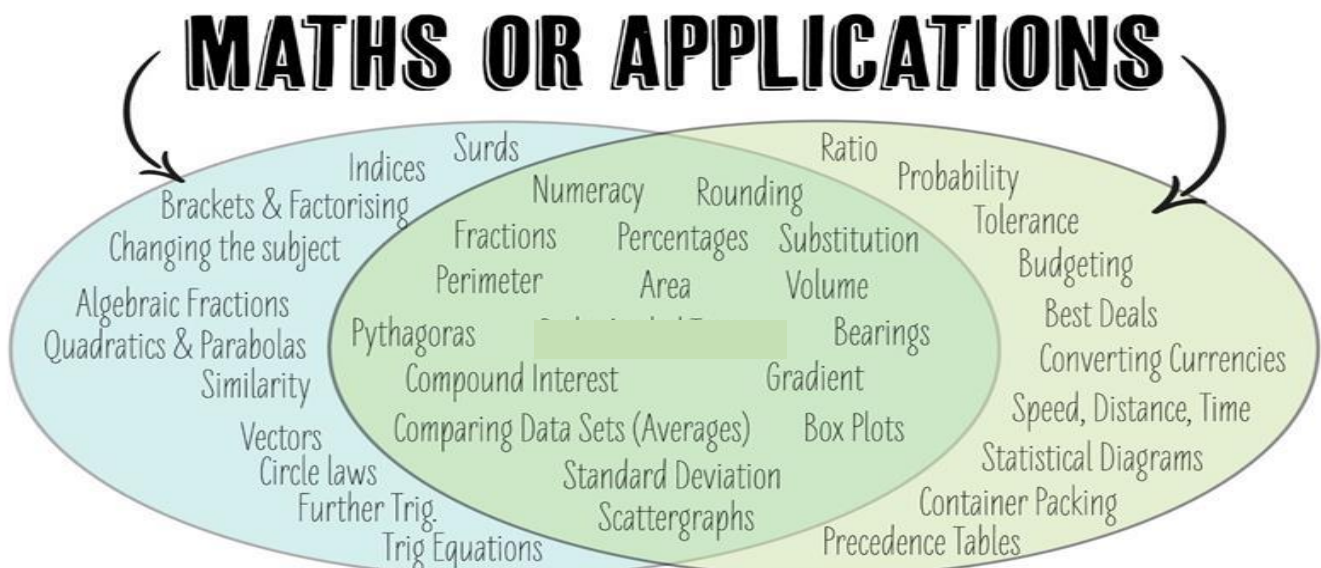 MATHS OR APPLICATIONS
Surds
Indices
Brackets & Factorising
Changing the subject
Algebraic Fractions
Quadratics & Parabolas
Similarity
Vectors
Circle laws
Further Trig.
Trig Equations
Numeracy Rounding
Fractions Percentages Substitution
Perimeter Area Volume
Pythagoras Bearings
Compound Interest Gradient
Comparing Data Sets (Averages) Box Plots
Standard Deviation
Scattergraphs
Ratio
Probability
Tolerance
Budgeting
Best Deals
Converting Currencies
Speed, Distance, Time
Statistical Diagrams
Container Packing
Precedence Tables